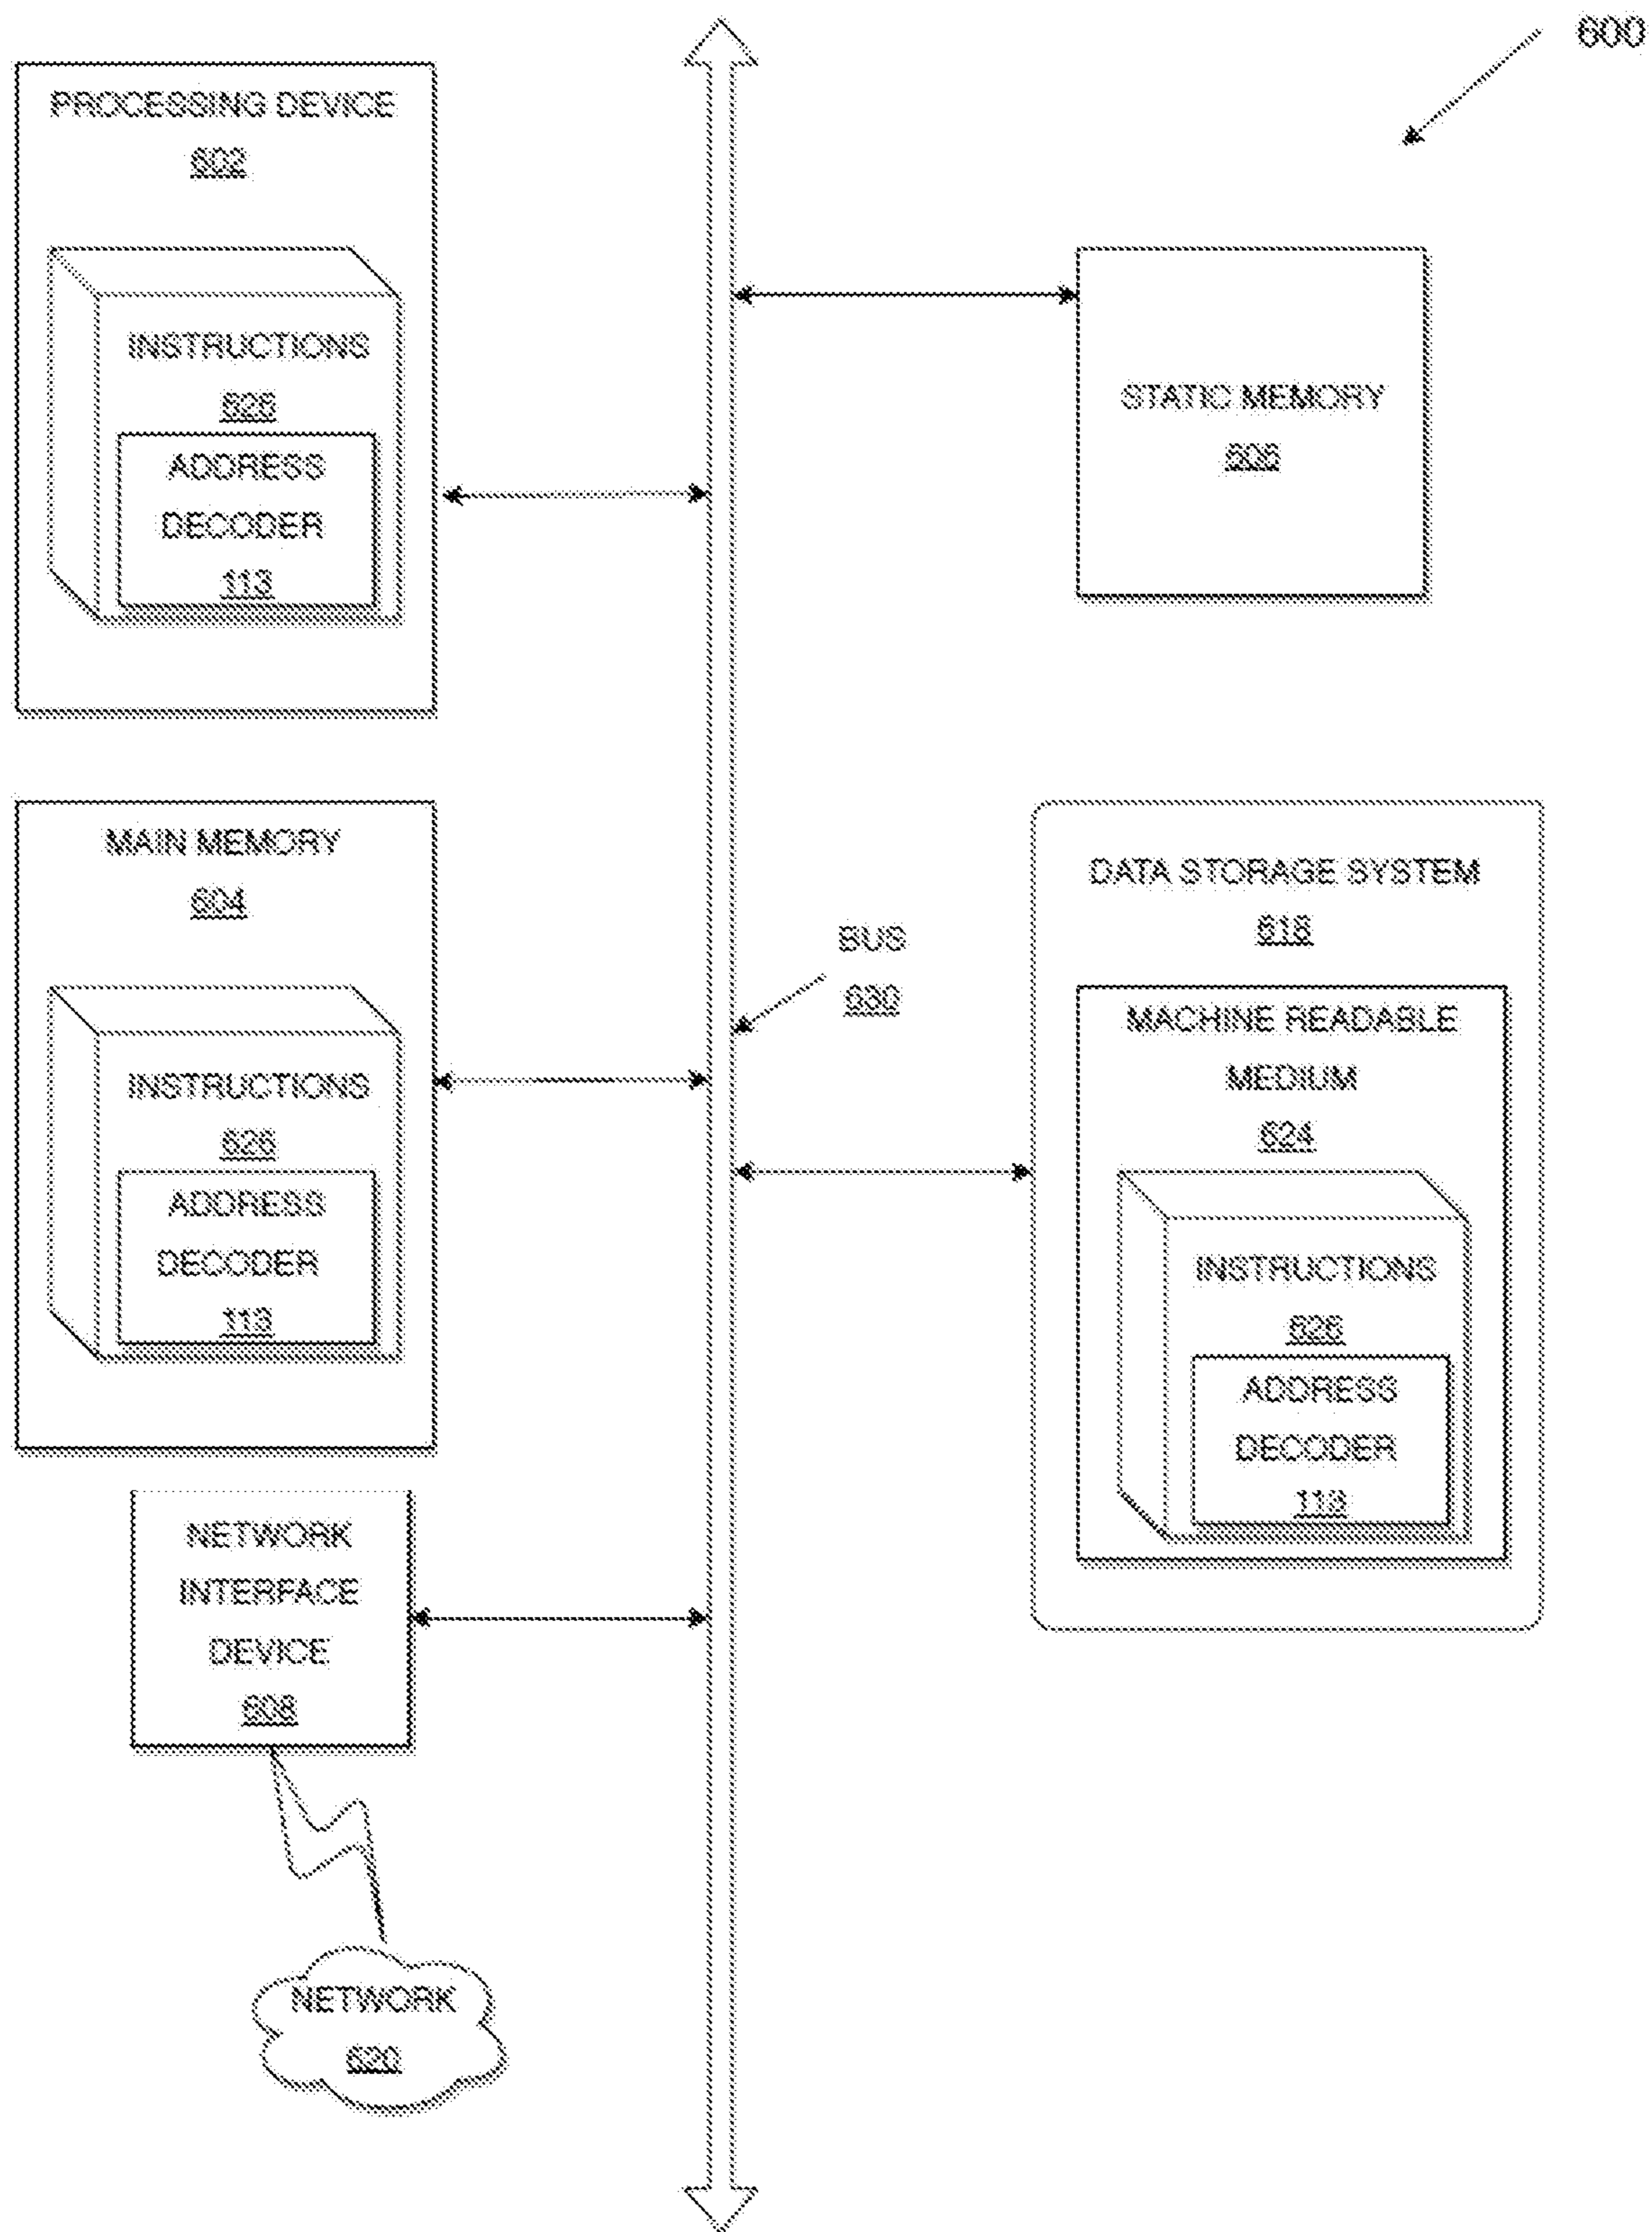 600
PROCESSING DEVICE
602
INSTRUCTIONS
626
ADDRESS
DECODER
113
STATIC MEMORY
606
MAIN MEMORY
604
INSTRUCTIONS
626
ADDRESS
DECODER
113
BUS
630
DATA STORAGE SYSTEM
618
MACHINE READABLE
MEDIUM
624
INSTRUCTIONS
626
ADDRESS
DECODER
113
NETWORK
INTERFACE
DEVICE
608
NETWORK
620